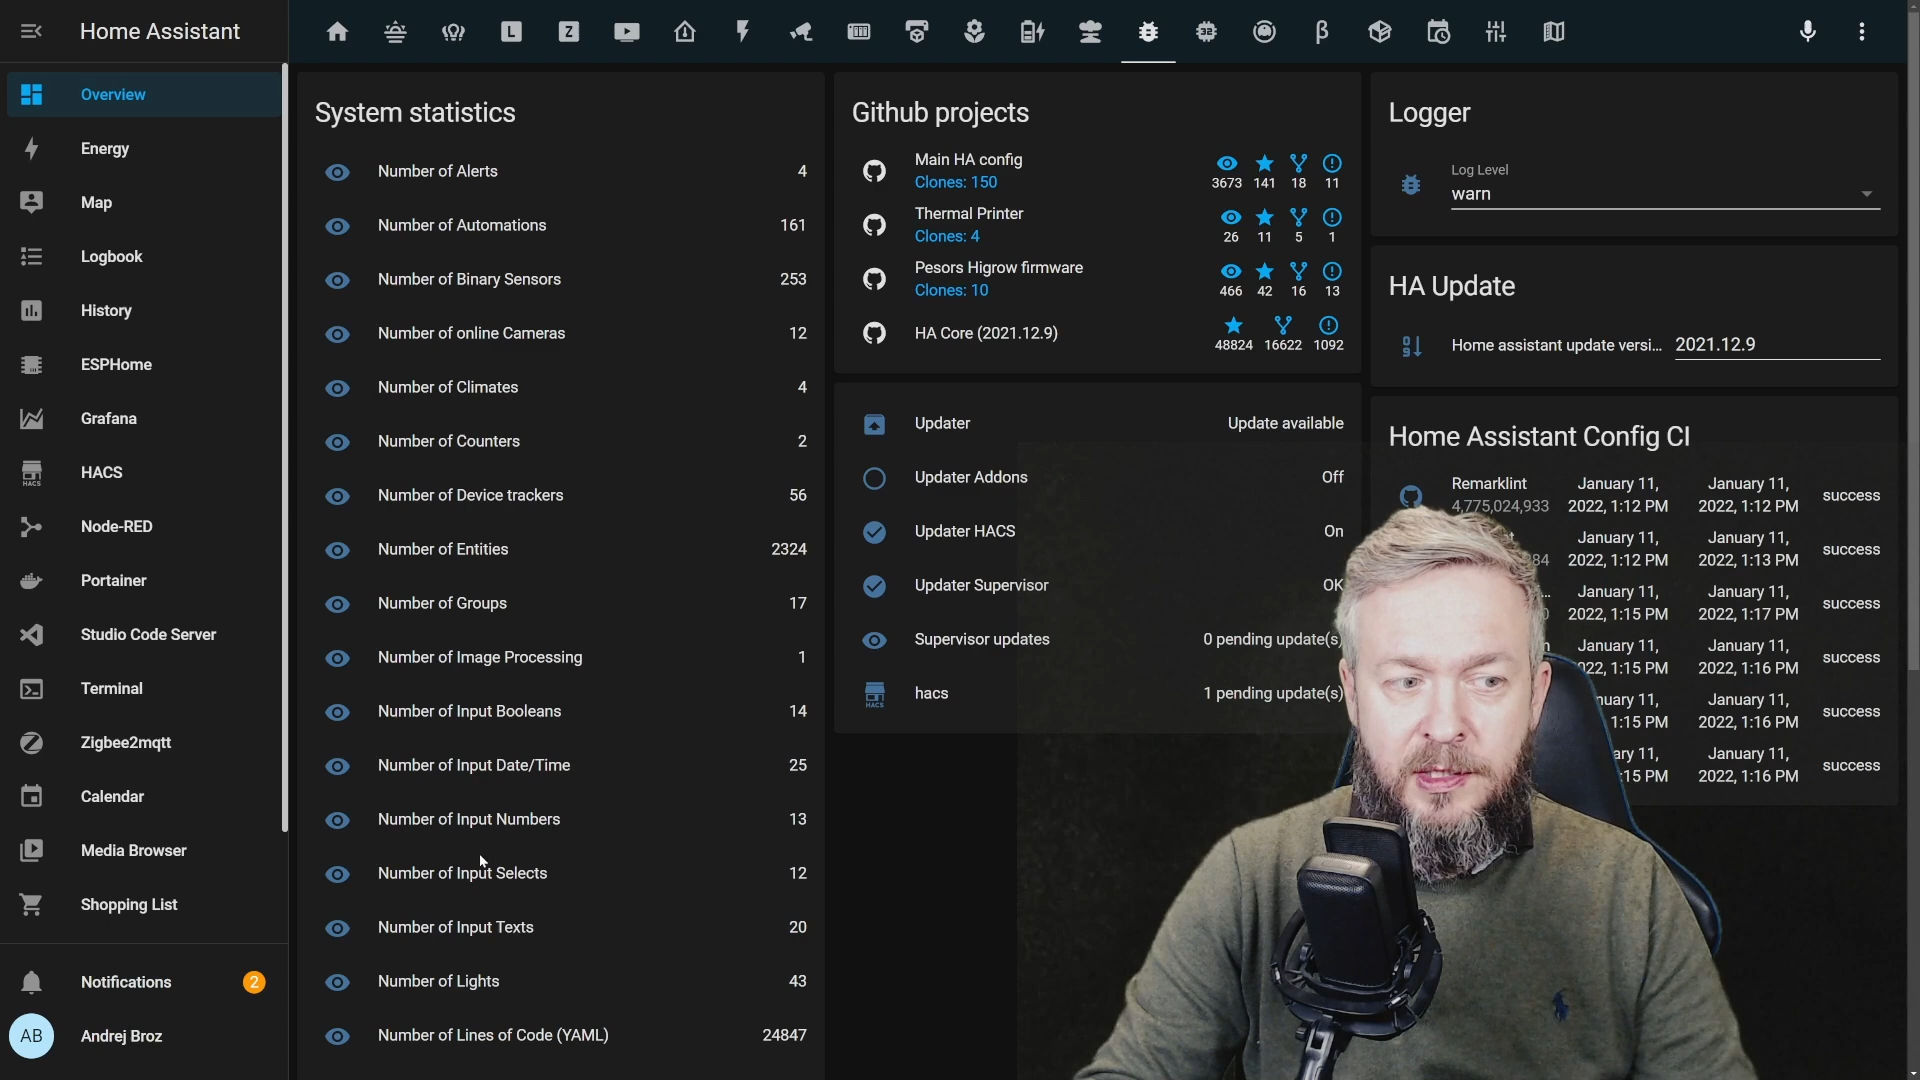 Home Assistant
L
Z
32
β
Overview
Energy
Map
Logbook
History
ESPHome
Grafana
HACS
HACS
Node-RED
Portainer
Studio Code Server
Terminal
Zigbee2mqtt
Calendar
Media Browser
Shopping List
Notifications 2
AB Andrej Broz
System statistics
Number of Alerts 4
Number of Automations 161
Number of Binary Sensors 253
Number of online Cameras 12
Number of Climates 4
Number of Counters 2
Number of Device trackers 56
Number of Entities 2324
Number of Groups 17
Number of Image Processing 1
Number of Input Booleans 14
Number of Input Date/Time 25
Number of Input Numbers 13
Number of Input Selects 12
Number of Input Texts 20
Number of Lights 43
Number of Lines of Code (YAML) 24847
Github projects
Main HA config
Clones: 150
3673 141 18 11
Thermal Printer
Clones: 4
26 11 5 1
Pesors Higrow firmware
Clones: 10
466 42 16 13
HA Core (2021.12.9)
48824 16622 1092
Updater Update available
Updater Addons Off
Updater HACS On
Updater Supervisor OK
Supervisor updates 0 pending update(s)
HACS
hacs 1 pending update(s)
Logger
Log Level
warn
HA Update
Home assistant update versi... 2021.12.9
Home Assistant Config CI
Remarklint January 11, January 11, success
4,775,024,933 2022, 1:12 PM 2022, 1:12 PM
January 11, January 11, success
2022, 1:12 PM 2022, 1:13 PM
January 11, January 11, success
2022, 1:15 PM 2022, 1:17 PM
January 11, January 11, success
1:15 PM 2022, 1:16 PM
January 11, success
1:15 PM 2022, 1:16 PM
January 11, success
2022, 1:16 PM